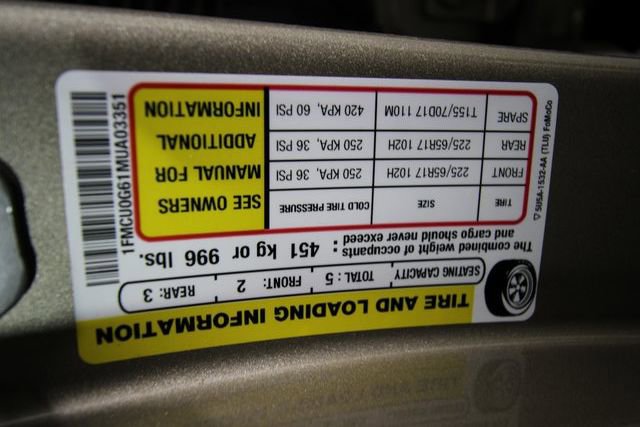 TIRE AND LOADING INFORMATION
SEATING CAPACITY TOTAL : 5 FRONT: 2 REAR: 3
The combined weight of occupants
and cargo should never exceed : 451 kg or 996 lbs.
TIRE SIZE COLD TIRE PRESSURE
FRONT 225/65R17 102H 250 KPA, 36 PSI
REAR 225/65R17 102H 250 KPA, 36 PSI
SPARE T155/70D17 110M 420 KPA, 60 PSI
SEE OWNERS
MANUAL FOR
ADDITIONAL
INFORMATION
1FMCU0G61MUA03351
5U5A-1532-AA (TLU) FoMoCo